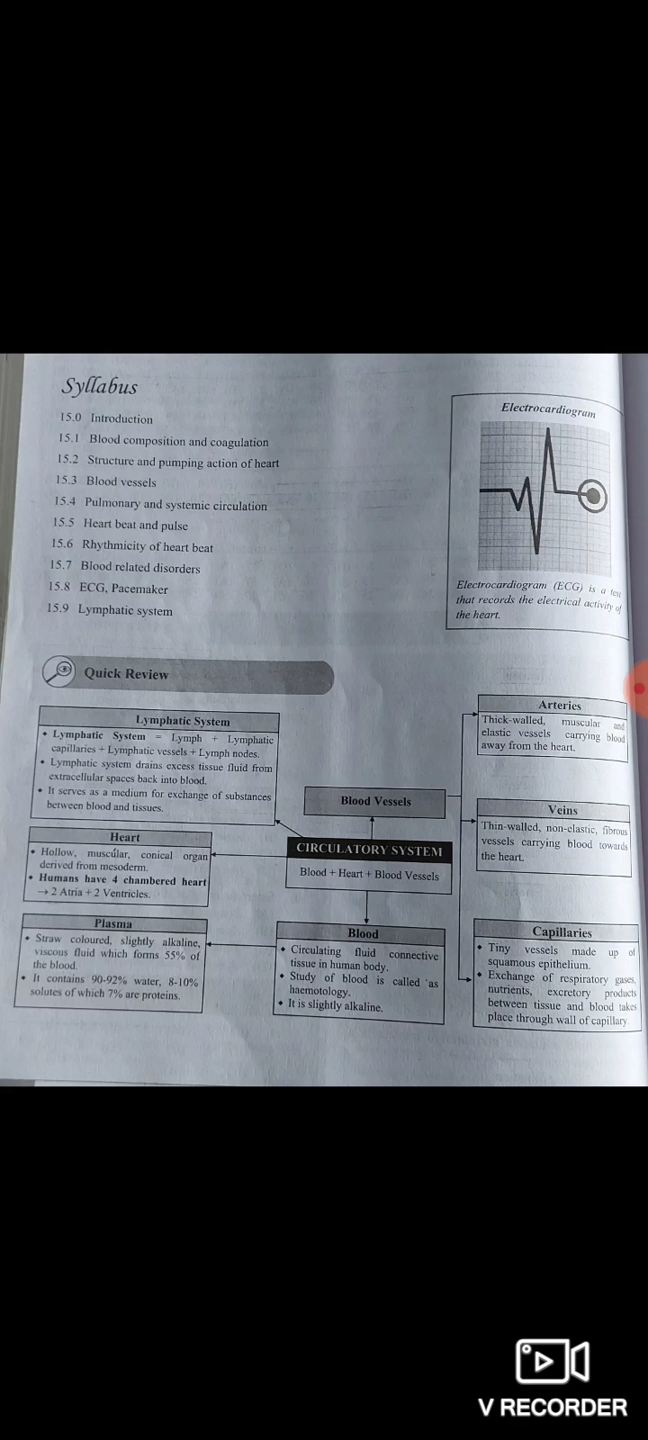 Syllabus
15.0 Introduction
15.1 Blood composition and coagulation
15.2 Structure and pumping action of heart
15.3 Blood vessels
15.4 Pulmonary and systemic circulation
15.5 Heart beat and pulse
15.6 Rhythmicity of heart beat
15.7 Blood related disorders
15.8 ECG, Pacemaker
15.9 Lymphatic system
Electrocardiogram
Electrocardiogram (ECG) is a test
that records the electrical activity of
the heart.
Quick Review
Lymphatic System
• Lymphatic System = Lymph + Lymphatic
capillaries + Lymphatic vessels + Lymph nodes.
• Lymphatic system drains excess tissue fluid from
extracellular spaces back into blood.
• It serves as a medium for exchange of substances
between blood and tissues.
Heart
• Hollow, muscular, conical organ
derived from mesoderm.
• Humans have 4 chambered heart
→ 2 Atria + 2 Ventricles.
Plasma
• Straw coloured, slightly alkaline,
viscous fluid which forms 55% of
the blood.
• It contains 90-92% water, 8-10%
solutes of which 7% are proteins.
Blood Vessels
CIRCULATORY SYSTEM
Blood + Heart + Blood Vessels
Blood
• Circulating fluid connective
tissue in human body.
• Study of blood is called as
haemotology.
• It is slightly alkaline.
Arteries
Thick-walled, muscular and
elastic vessels carrying blood
away from the heart.
Veins
Thin-walled, non-elastic, fibrous
vessels carrying blood towards
the heart.
Capillaries
• Tiny vessels made up of
squamous epithelium.
• Exchange of respiratory gases,
nutrients, excretory products
between tissue and blood takes
place through wall of capillary.
V RECORDER